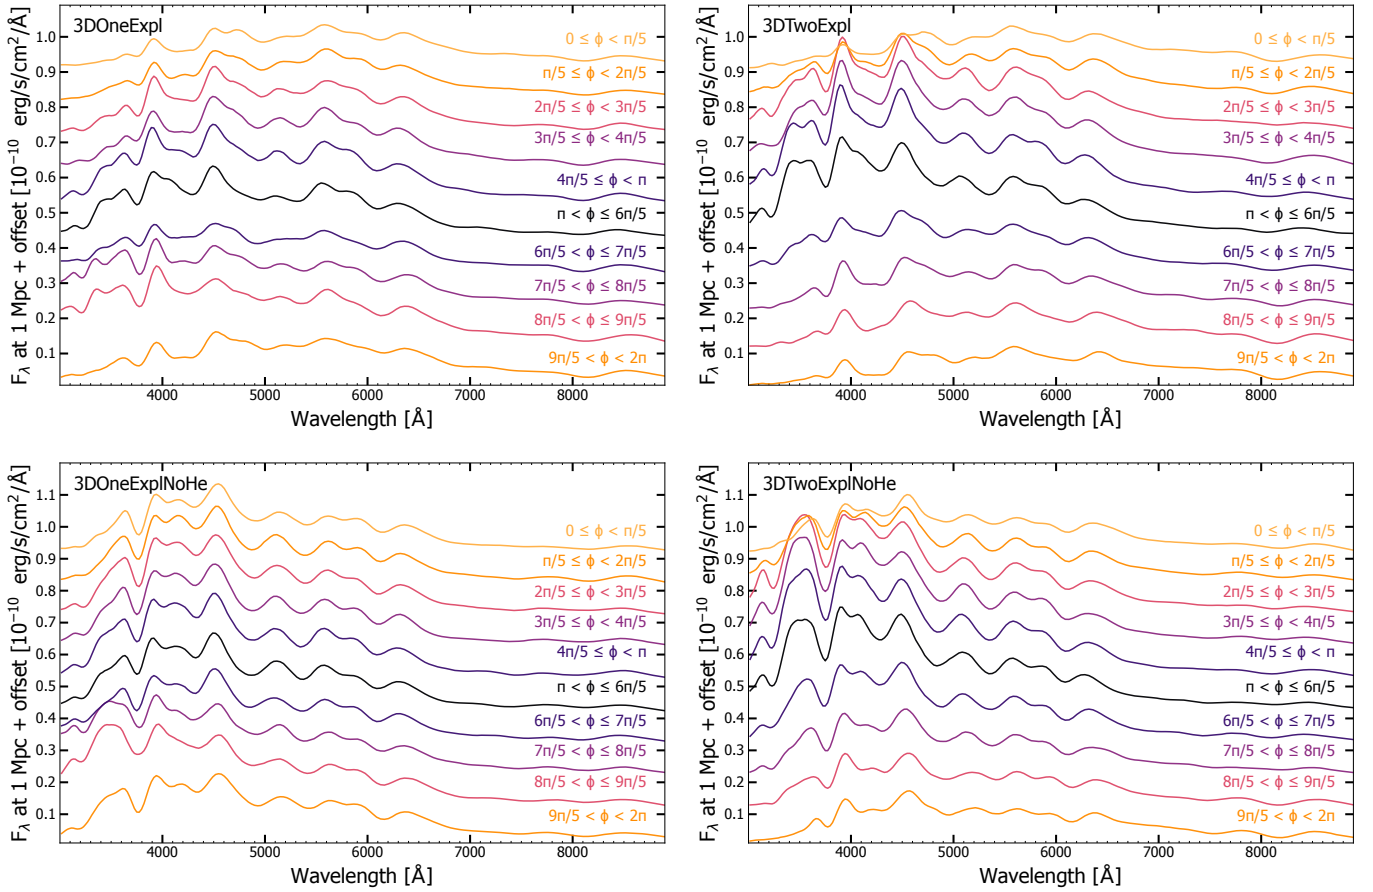 3DOneExpl
0 ≤ ϕ < π/5
π/5 ≤ ϕ < 2π/5
2π/5 ≤ ϕ < 3π/5
3π/5 ≤ ϕ < 4π/5
4π/5 ≤ ϕ < π
π < ϕ ≤ 6π/5
6π/5 < ϕ ≤ 7π/5
7π/5 < ϕ ≤ 8π/5
8π/5 < ϕ ≤ 9π/5
9π/5 < ϕ < 2π
1.0
0.9
0.8
0.7
0.6
0.5
0.4
0.3
0.2
0.1
F_λ at 1 Mpc + offset [10⁻¹⁰ erg/s/cm²/Å]
4000 5000 6000 7000 8000
Wavelength [Å]
3DTwoExpl
0 ≤ ϕ < π/5
π/5 ≤ ϕ < 2π/5
2π/5 ≤ ϕ < 3π/5
3π/5 ≤ ϕ < 4π/5
4π/5 ≤ ϕ < π
π < ϕ ≤ 6π/5
6π/5 < ϕ ≤ 7π/5
7π/5 < ϕ ≤ 8π/5
8π/5 < ϕ ≤ 9π/5
9π/5 < ϕ < 2π
1.0
0.9
0.8
0.7
0.6
0.5
0.4
0.3
0.2
0.1
F_λ at 1 Mpc + offset [10⁻¹⁰ erg/s/cm²/Å]
4000 5000 6000 7000 8000
Wavelength [Å]
3DOneExplNoHe
0 ≤ ϕ < π/5
π/5 ≤ ϕ < 2π/5
2π/5 ≤ ϕ < 3π/5
3π/5 ≤ ϕ < 4π/5
4π/5 ≤ ϕ < π
π < ϕ ≤ 6π/5
6π/5 < ϕ ≤ 7π/5
7π/5 < ϕ ≤ 8π/5
8π/5 < ϕ ≤ 9π/5
9π/5 < ϕ < 2π
1.1
1.0
0.9
0.8
0.7
0.6
0.5
0.4
0.3
0.2
0.1
F_λ at 1 Mpc + offset [10⁻¹⁰ erg/s/cm²/Å]
4000 5000 6000 7000 8000
Wavelength [Å]
3DTwoExplNoHe
0 ≤ ϕ < π/5
π/5 ≤ ϕ < 2π/5
2π/5 ≤ ϕ < 3π/5
3π/5 ≤ ϕ < 4π/5
4π/5 ≤ ϕ < π
π < ϕ ≤ 6π/5
6π/5 < ϕ ≤ 7π/5
7π/5 < ϕ ≤ 8π/5
8π/5 < ϕ ≤ 9π/5
9π/5 < ϕ < 2π
1.1
1.0
0.9
0.8
0.7
0.6
0.5
0.4
0.3
0.2
0.1
F_λ at 1 Mpc + offset [10⁻¹⁰ erg/s/cm²/Å]
4000 5000 6000 7000 8000
Wavelength [Å]